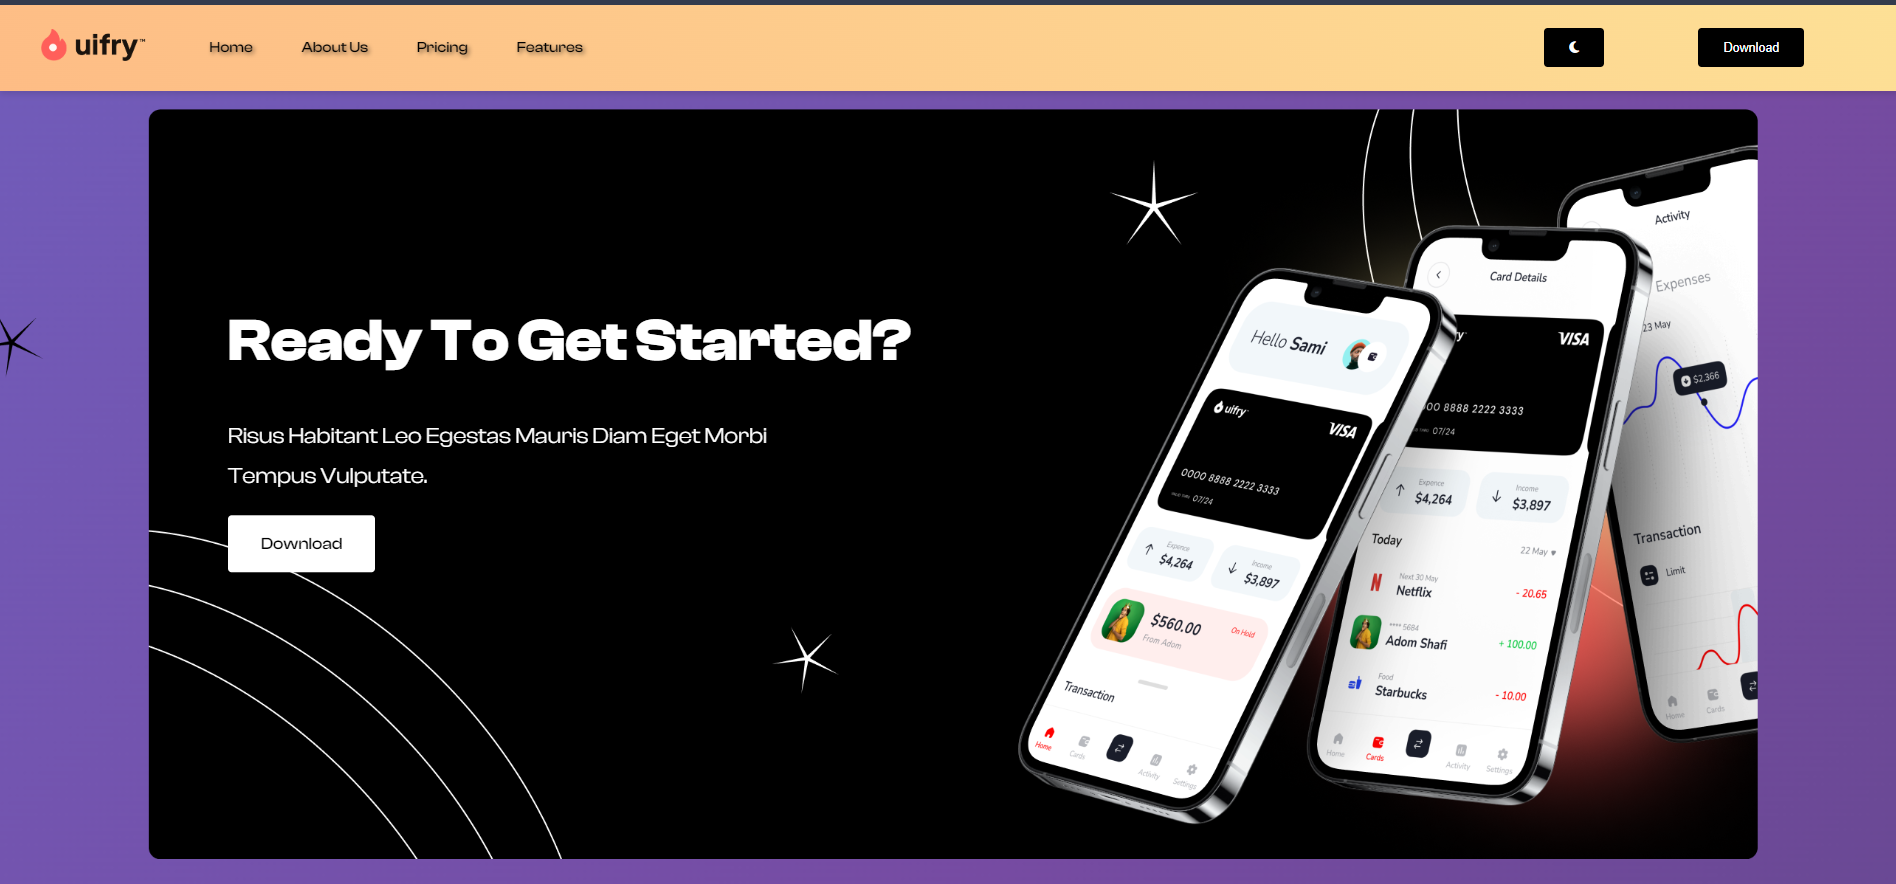 uifry™
Home
About Us
Pricing
Features
Download
Ready To Get Started?
Risus Habitant Leo Egestas Mauris Diam Eget Morbi
Tempus Vulputate.
Download
Hello Sami
uifry
VISA
0000 8888 2222 3333
07/24
Expence
$4,264
Income
$3,897
$560.00
From Adom
On Hold
Transaction
Home
Cards
Activity
Settings
Card Details
VISA
00 8888 2222 3333
07/24
Expence
$4,264
Income
$3,897
Today
22 May
Next 30 May
Netflix
- 20.65
**** 5684
Adom Shafi
+ 100.00
Food
Starbucks
- 10.00
Home
Cards
Activity
Settings
Activity
Expenses
23 May
$2,366
Transaction
Limit
Home
Cards